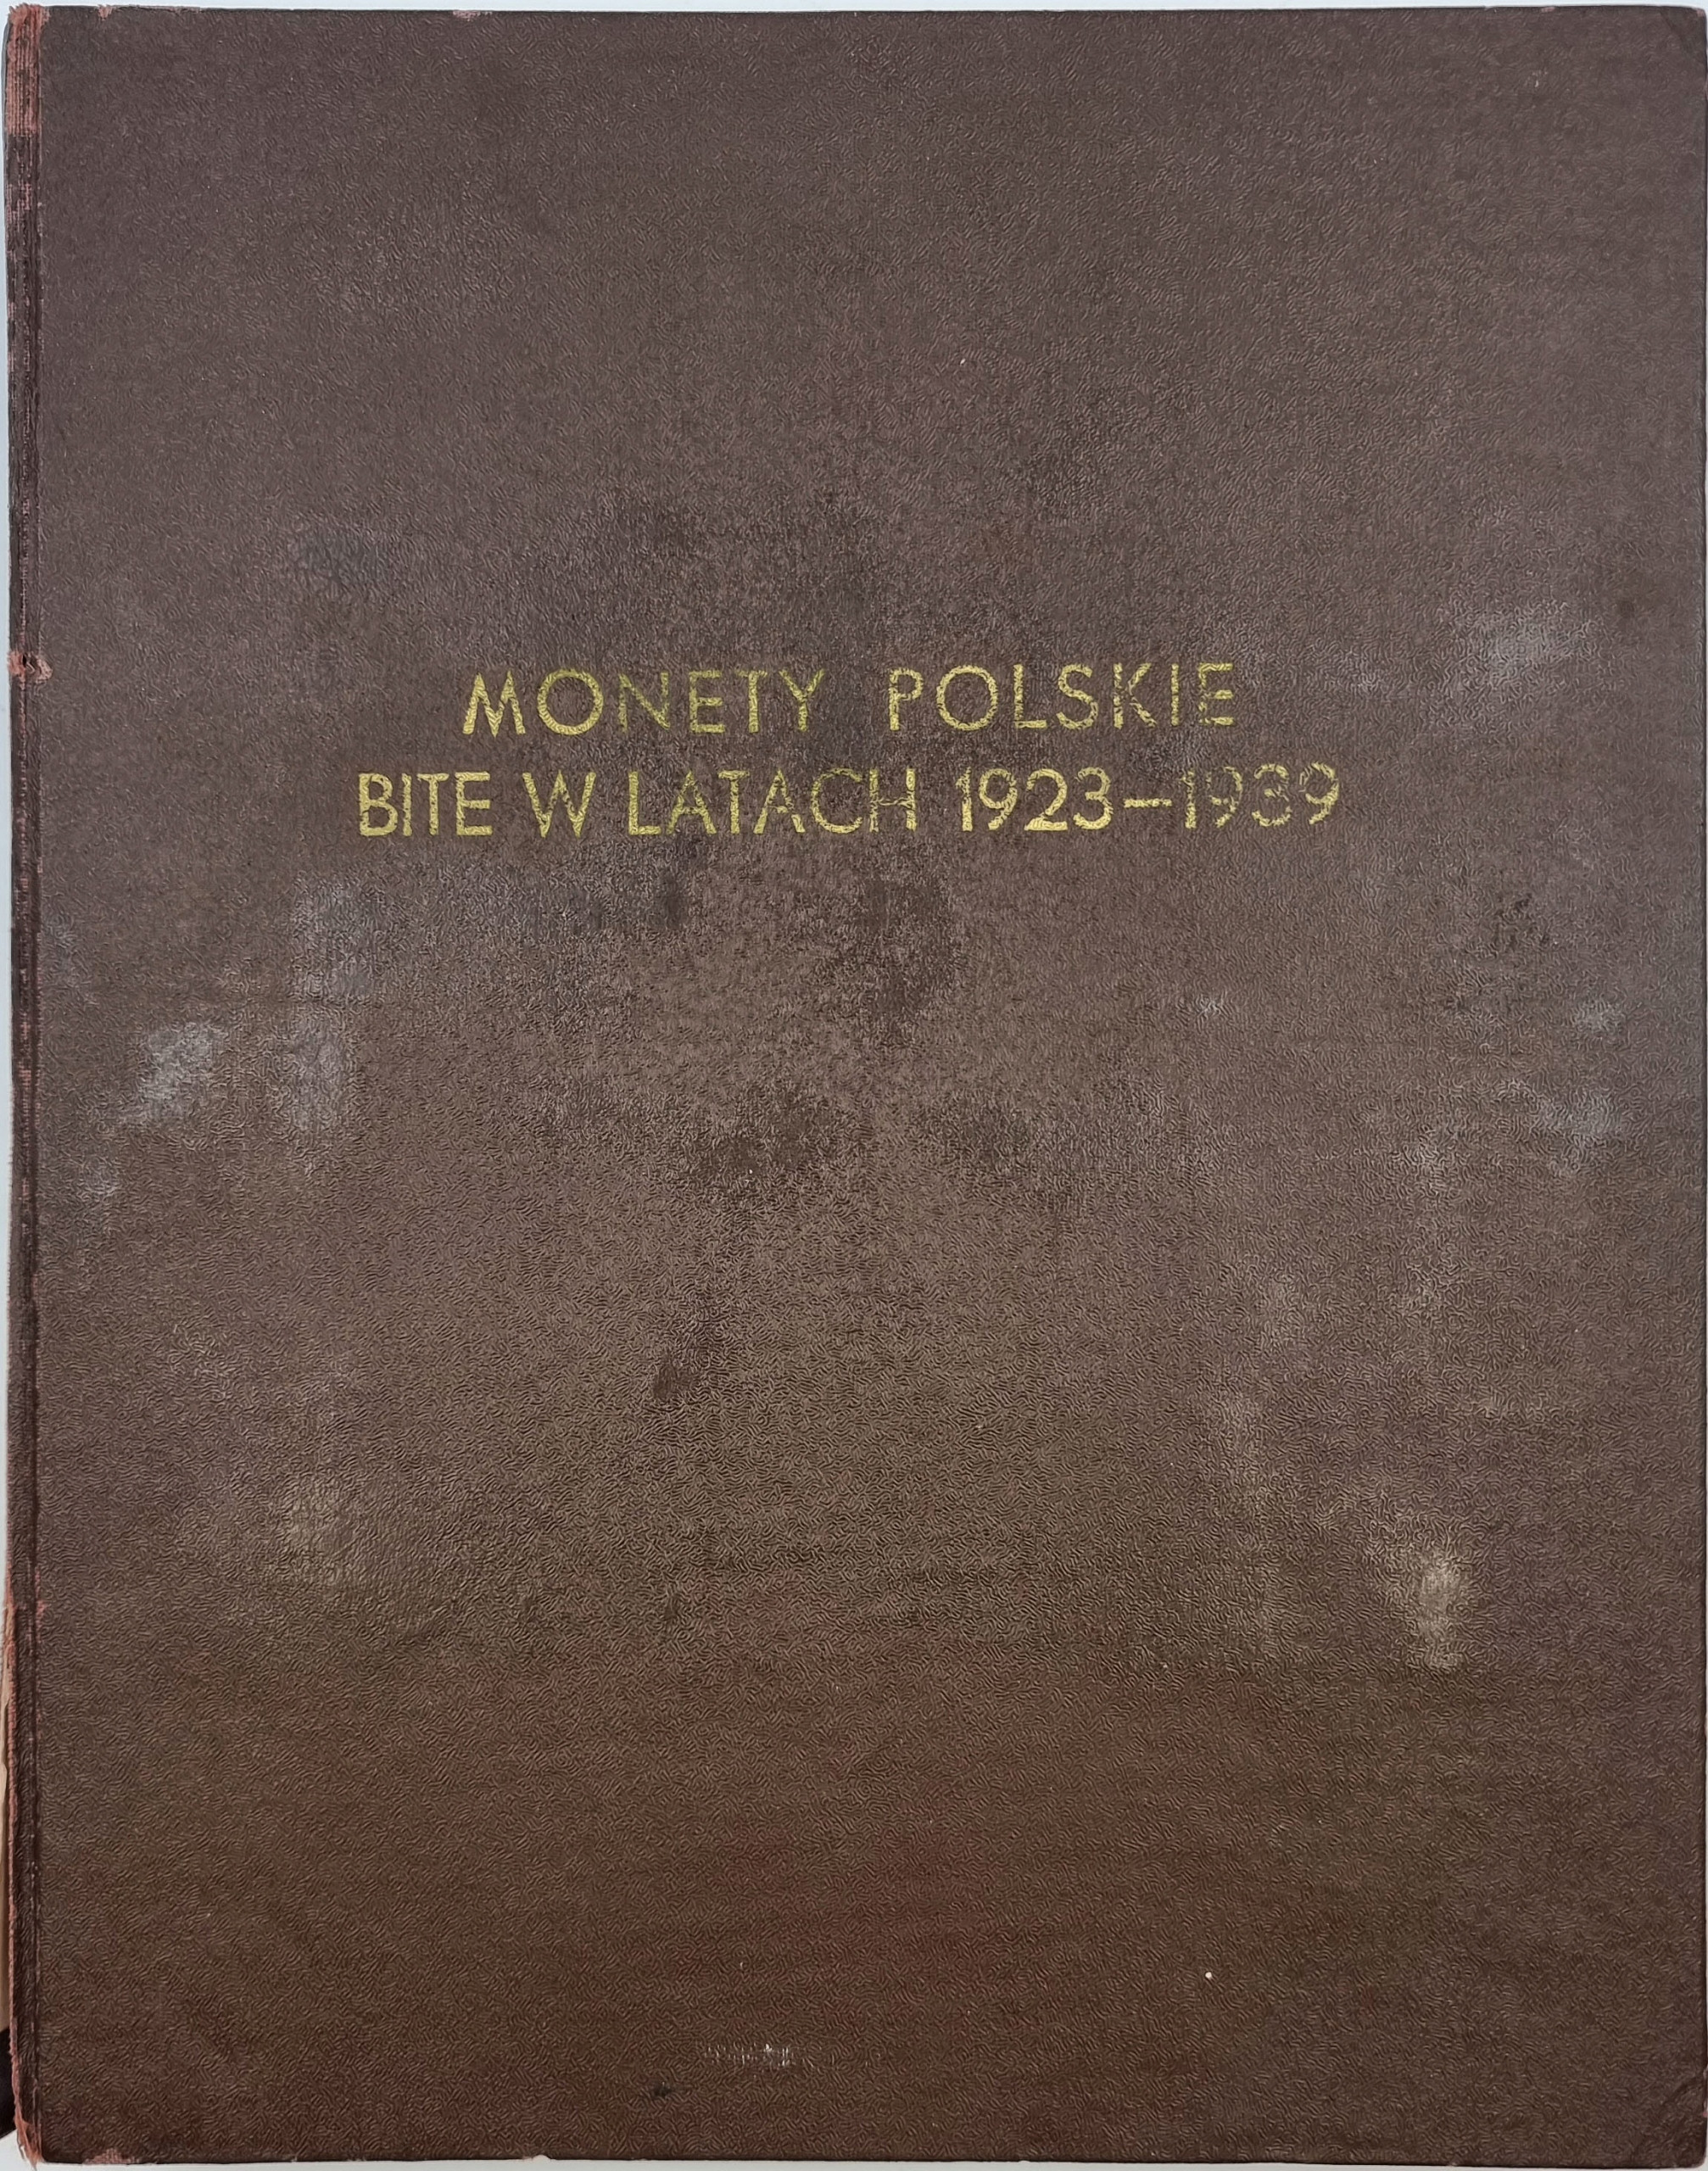 MONETY POLSKIE
BITE W LATACH 1923–1939